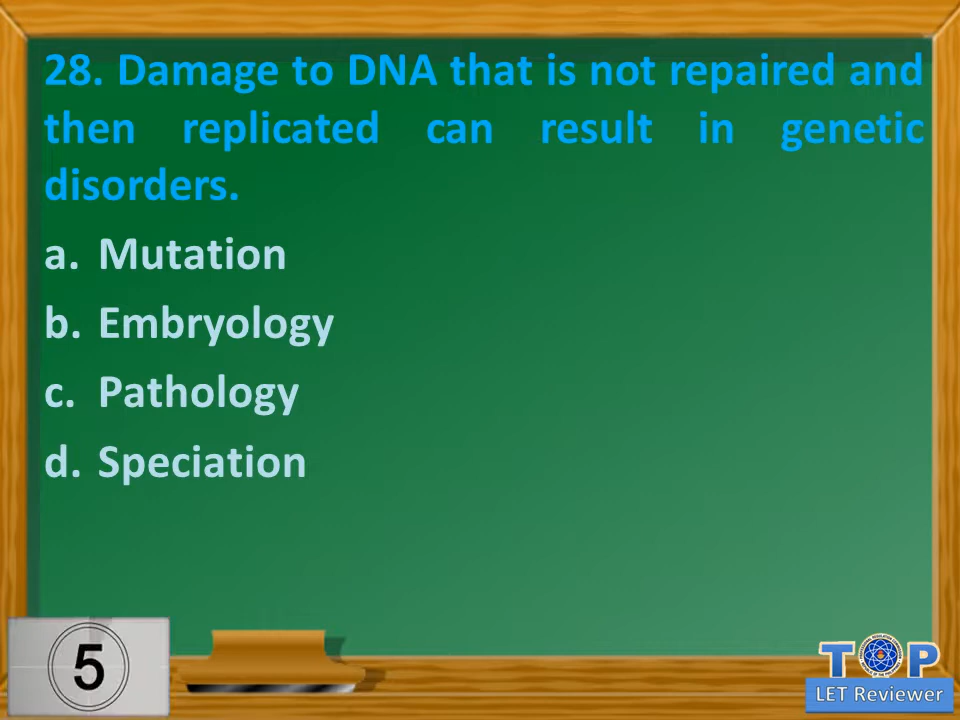 28. Damage to DNA that is not repaired and
then replicated can result in genetic
disorders.
a. Mutation
b. Embryology
c. Pathology
d. Speciation
5
TOP
LET Reviewer